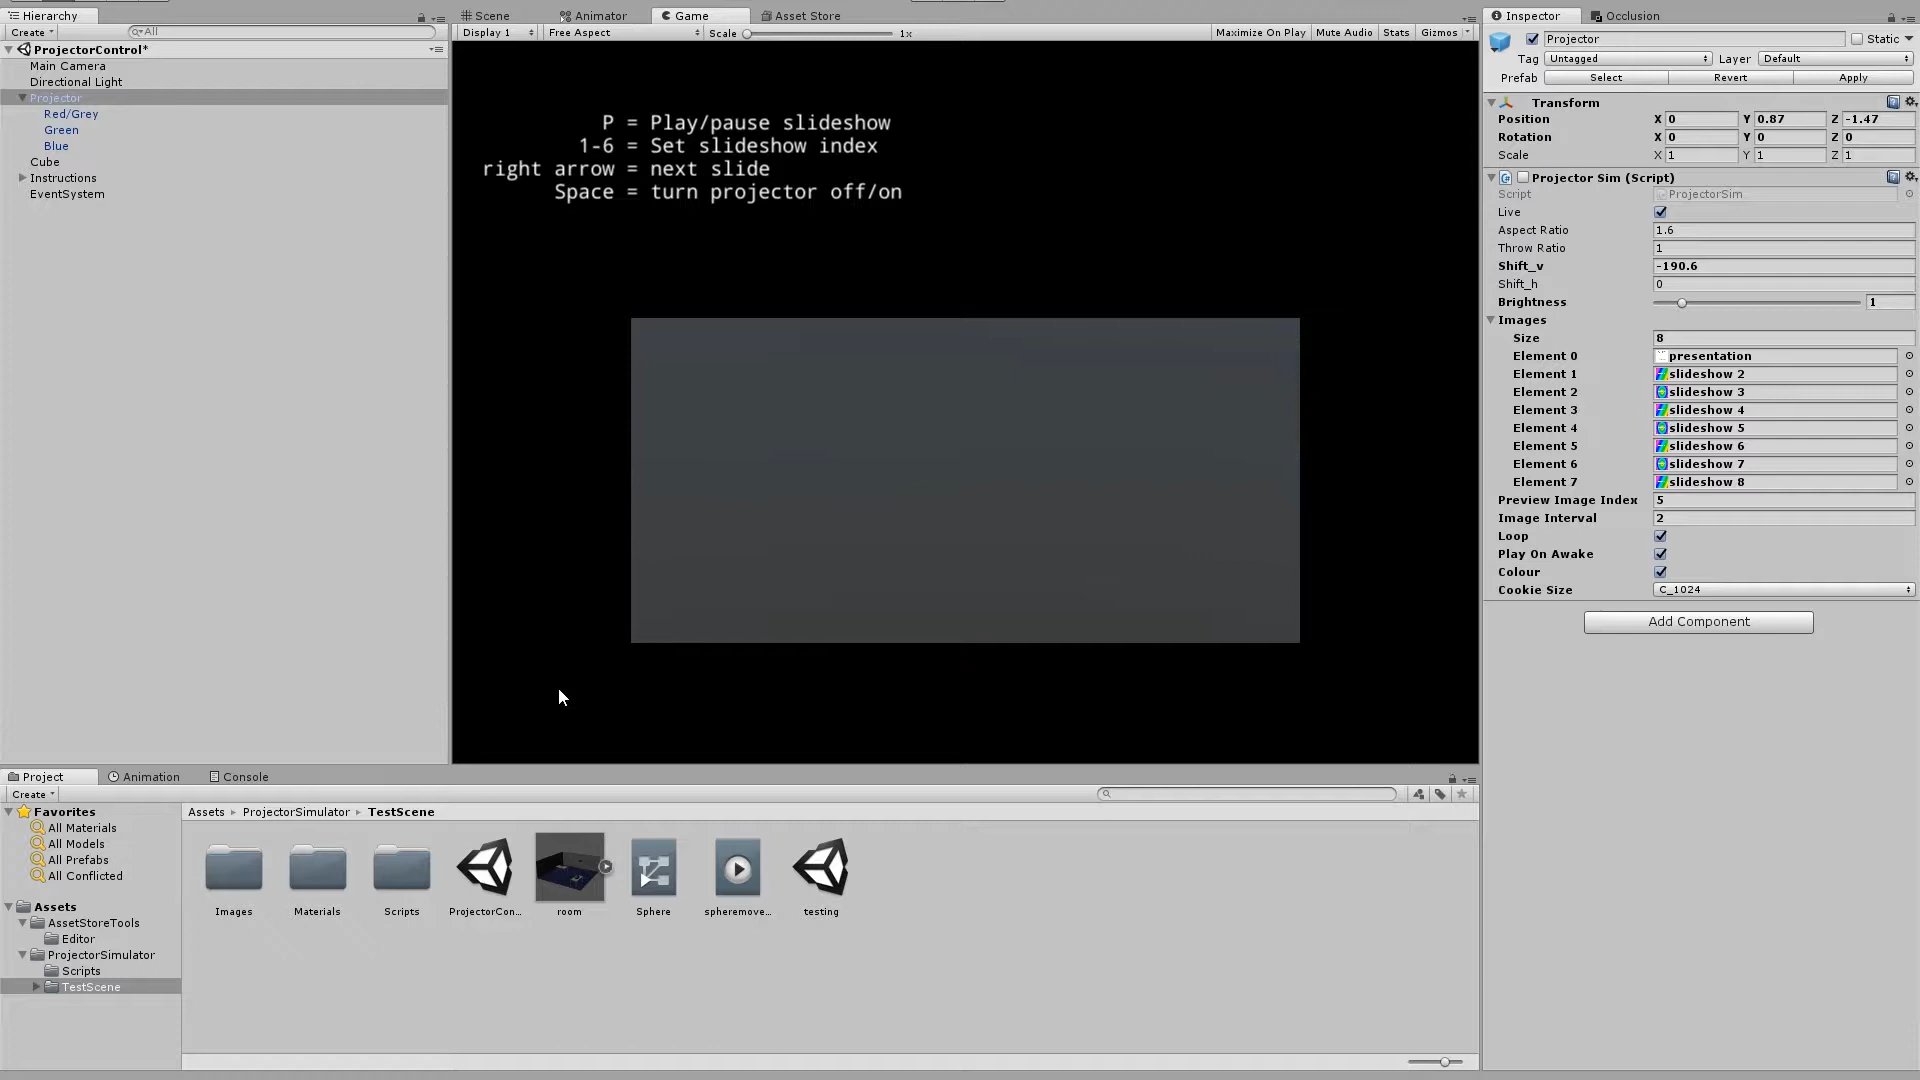 Hierarchy
Create
All
ProjectorControl*
Main Camera
Directional Light
Projector
Red/Grey
Green
Blue
Cube
Instructions
EventSystem
Scene
Animator
Game
Asset Store
Display 1
Free Aspect
Scale
1x
Maximize On Play
Mute Audio
Stats
Gizmos
P = Play/pause slideshow
1-6 = Set slideshow index
right arrow = next slide
Space = turn projector off/on
Inspector
Occlusion
Projector
Static
Tag
Untagged
Layer
Default
Prefab
Select
Revert
Apply
Transform
Position X 0 Y 0.87 Z -1.47
Rotation X 0 Y 0 Z 0
Scale X 1 Y 1 Z 1
Projector Sim (Script)
Script ProjectorSim
Live
Aspect Ratio 1.6
Throw Ratio 1
Shift_v -190.6
Shift_h 0
Brightness 1
Images
Size 8
Element 0 presentation
Element 1 slideshow 2
Element 2 slideshow 3
Element 3 slideshow 4
Element 4 slideshow 5
Element 5 slideshow 6
Element 6 slideshow 7
Element 7 slideshow 8
Preview Image Index 5
Image Interval 2
Loop
Play On Awake
Colour
Cookie Size C_1024
Add Component
Project
Animation
Console
Create
Favorites
All Materials
All Models
All Prefabs
All Conflicted
Assets
AssetStoreTools
Editor
ProjectorSimulator
Scripts
TestScene
Assets ▸ ProjectorSimulator ▸ TestScene
Images
Materials
Scripts
ProjectorCon...
room
Sphere
spheremove...
testing